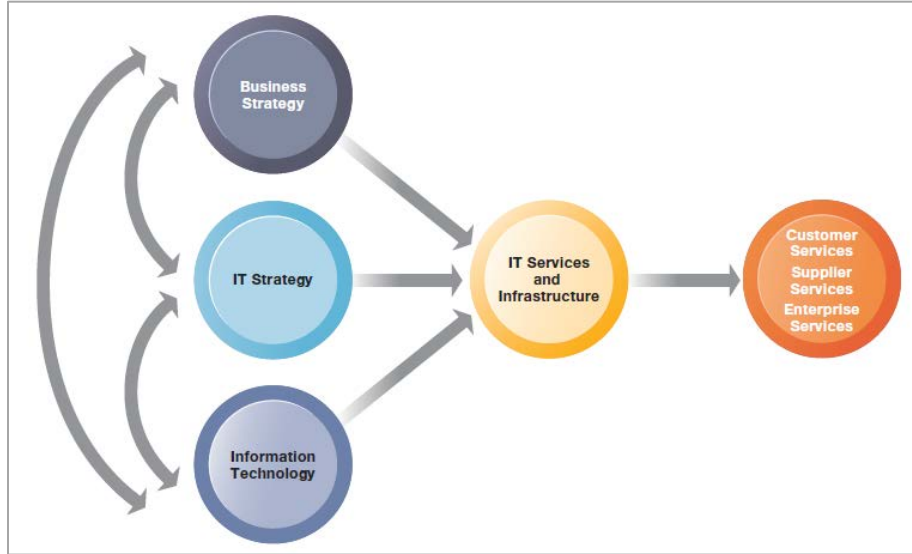 Business
Strategy
IT Strategy
Information
Technology
IT Services
and
Infrastructure
Customer
Services
Supplier
Services
Enterprise
Services